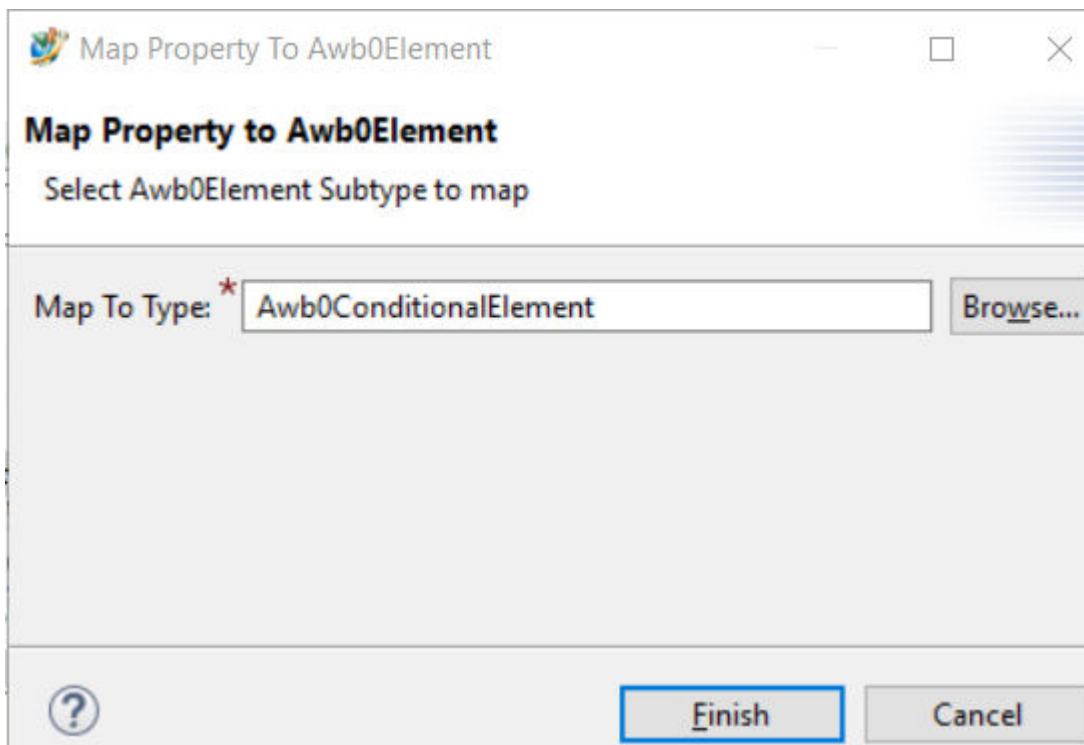 Map Property To Awb0Element
Map Property to Awb0Element
Select Awb0Element Subtype to map
Map To Type: * Awb0ConditionalElement Browse...
? Finish Cancel